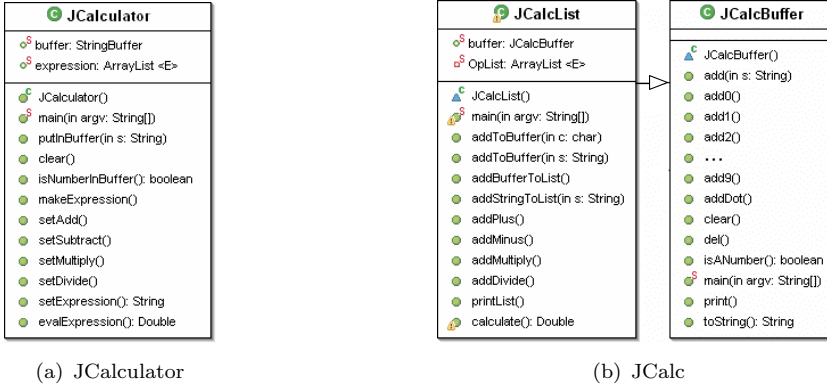 JCalculator
buffer: StringBuffer
expression: ArrayList <E>
JCalculator()
main(in argv: String[])
putInBuffer(in s: String)
clear()
isNumberInBuffer(): boolean
makeExpression()
setAdd()
setSubtract()
setMultiply()
setDivide()
setExpression(): String
evalExpression(): Double
(a) JCalculator
JCalcList
buffer: JCalcBuffer
OpList: ArrayList <E>
JCalcList()
main(in argv: String[])
addToBuffer(in c: char)
addToBuffer(in s: String)
addBufferToList()
addStringToList(in s: String)
addPlus()
addMinus()
addMultiply()
addDivide()
printList()
calculate(): Double
JCalcBuffer
JCalcBuffer()
add(in s: String)
add0()
add1()
add2()
...
add9()
addDot()
clear()
del()
isANumber(): boolean
main(in argv: String[])
print()
toString(): String
(b) JCalc